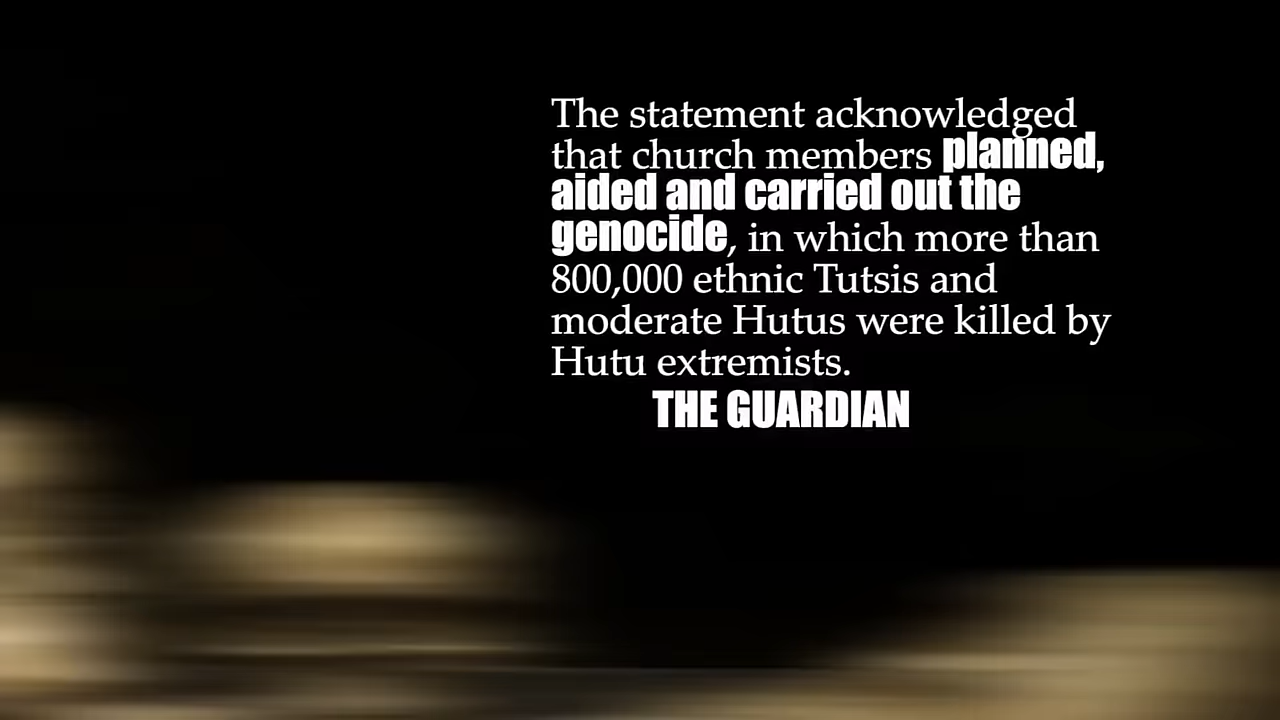 The statement acknowledged
that church members planned,
aided and carried out the
genocide, in which more than
800,000 ethnic Tutsis and
moderate Hutus were killed by
Hutu extremists.
THE GUARDIAN